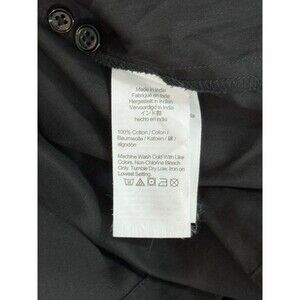 Made in India
Fabriqué en Inde
Hergestellt in Indien
Vervoordigd in India
インド製
hecho en india
100% Cotton / Coton /
Baumwolle / Katoen / 綿 /
algodón
Machine Wash Cold With Like
Colors. Non-Chlorine Bleach
Only. Tumble Dry Low. Iron on
Lowest Setting.